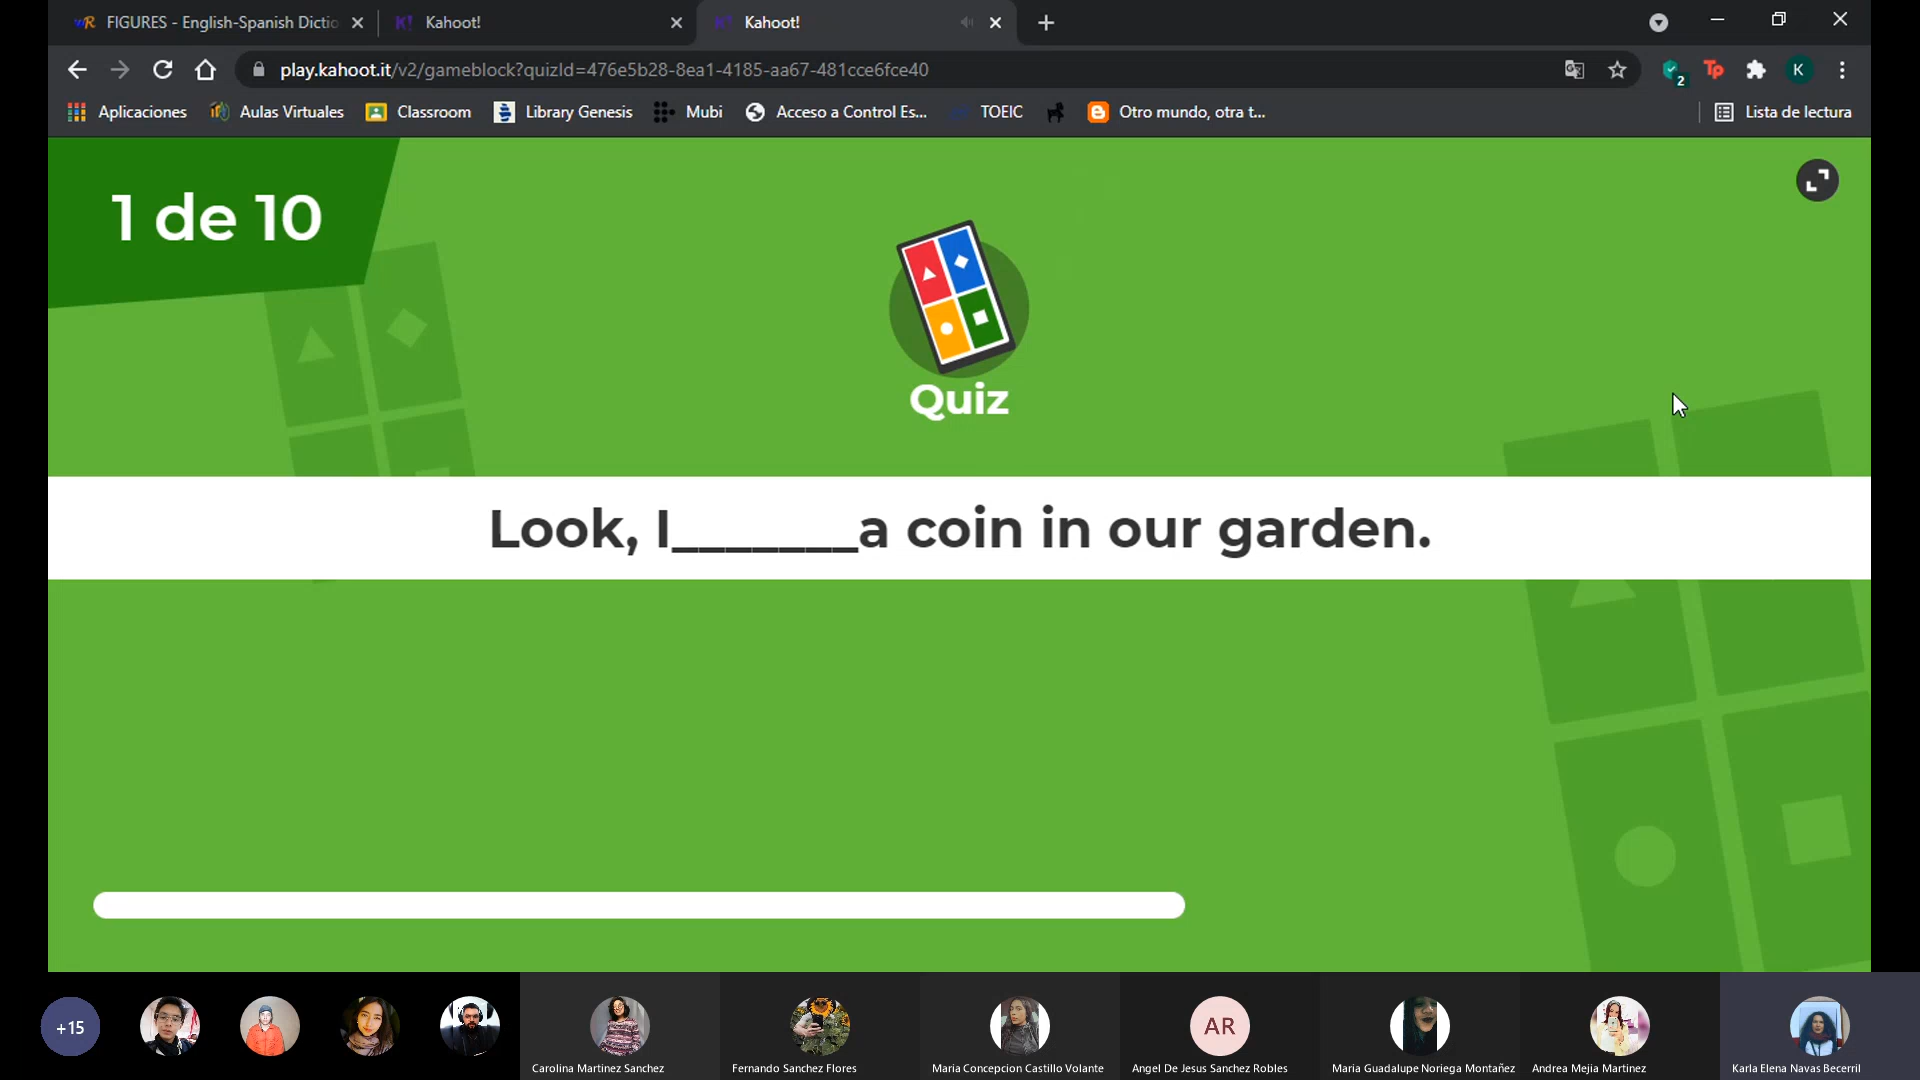 FIGURES - English-Spanish Dictio
Kahoot!
Kahoot!
play.kahoot.it/v2/gameblock?quizId=476e5b28-8ea1-4185-aa67-481cce6fce40
2
Tp
K
Aplicaciones
Aulas Virtuales
Classroom
Library Genesis
Mubi
Acceso a Control Es...
TOEIC
Otro mundo, otra t...
Lista de lectura
1 de 10
Quiz
Look, I_______a coin in our garden.
+15
AR
Carolina Martinez Sanchez
Fernando Sanchez Flores
Maria Concepcion Castillo Volante
Angel De Jesus Sanchez Robles
Maria Guadalupe Noriega Montañez
Andrea Mejia Martinez
Karla Elena Navas Becerril